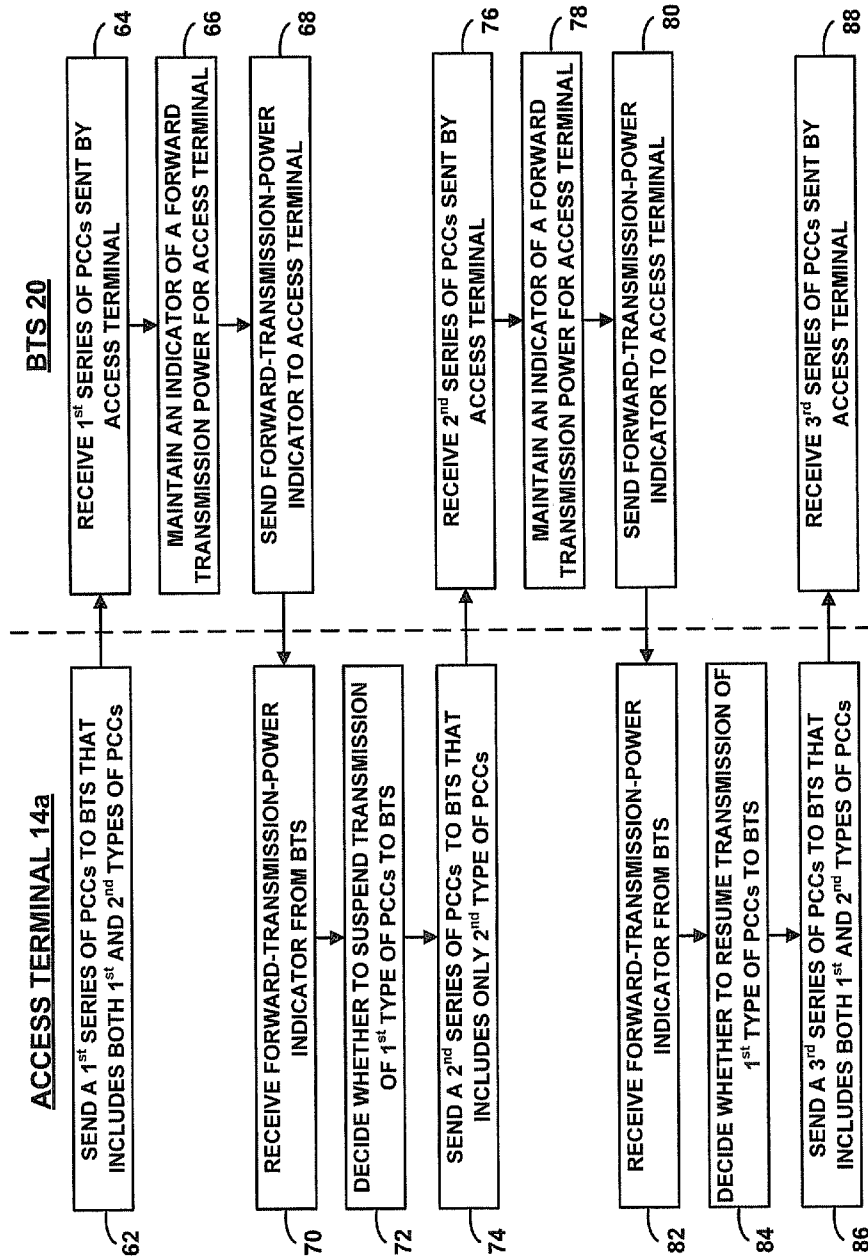 ACCESS TERMINAL 14a
BTS 20
62
SEND A 1st SERIES OF PCCs TO BTS THAT
INCLUDES BOTH 1st AND 2nd TYPES OF PCCs
RECEIVE 1st SERIES OF PCCs SENT BY
ACCESS TERMINAL
64
MAINTAIN AN INDICATOR OF A FORWARD
TRANSMISSION POWER FOR ACCESS TERMINAL
66
SEND FORWARD-TRANSMISSION-POWER
INDICATOR TO ACCESS TERMINAL
68
70
RECEIVE FORWARD-TRANSMISSION-POWER
INDICATOR FROM BTS
72
DECIDE WHETHER TO SUSPEND TRANSMISSION
OF 1st TYPE OF PCCs TO BTS
74
SEND A 2nd SERIES OF PCCs TO BTS THAT
INCLUDES ONLY 2nd TYPE OF PCCs
RECEIVE 2nd SERIES OF PCCs SENT BY
ACCESS TERMINAL
76
MAINTAIN AN INDICATOR OF A FORWARD
TRANSMISSION POWER FOR ACCESS TERMINAL
78
SEND FORWARD-TRANSMISSION-POWER
INDICATOR TO ACCESS TERMINAL
80
82
RECEIVE FORWARD-TRANSMISSION-POWER
INDICATOR FROM BTS
84
DECIDE WHETHER TO RESUME TRANSMISSION OF
1st TYPE OF PCCs TO BTS
86
SEND A 3rd SERIES OF PCCs TO BTS THAT
INCLUDES BOTH 1st AND 2nd TYPES OF PCCs
RECEIVE 3rd SERIES OF PCCs SENT BY
ACCESS TERMINAL
88